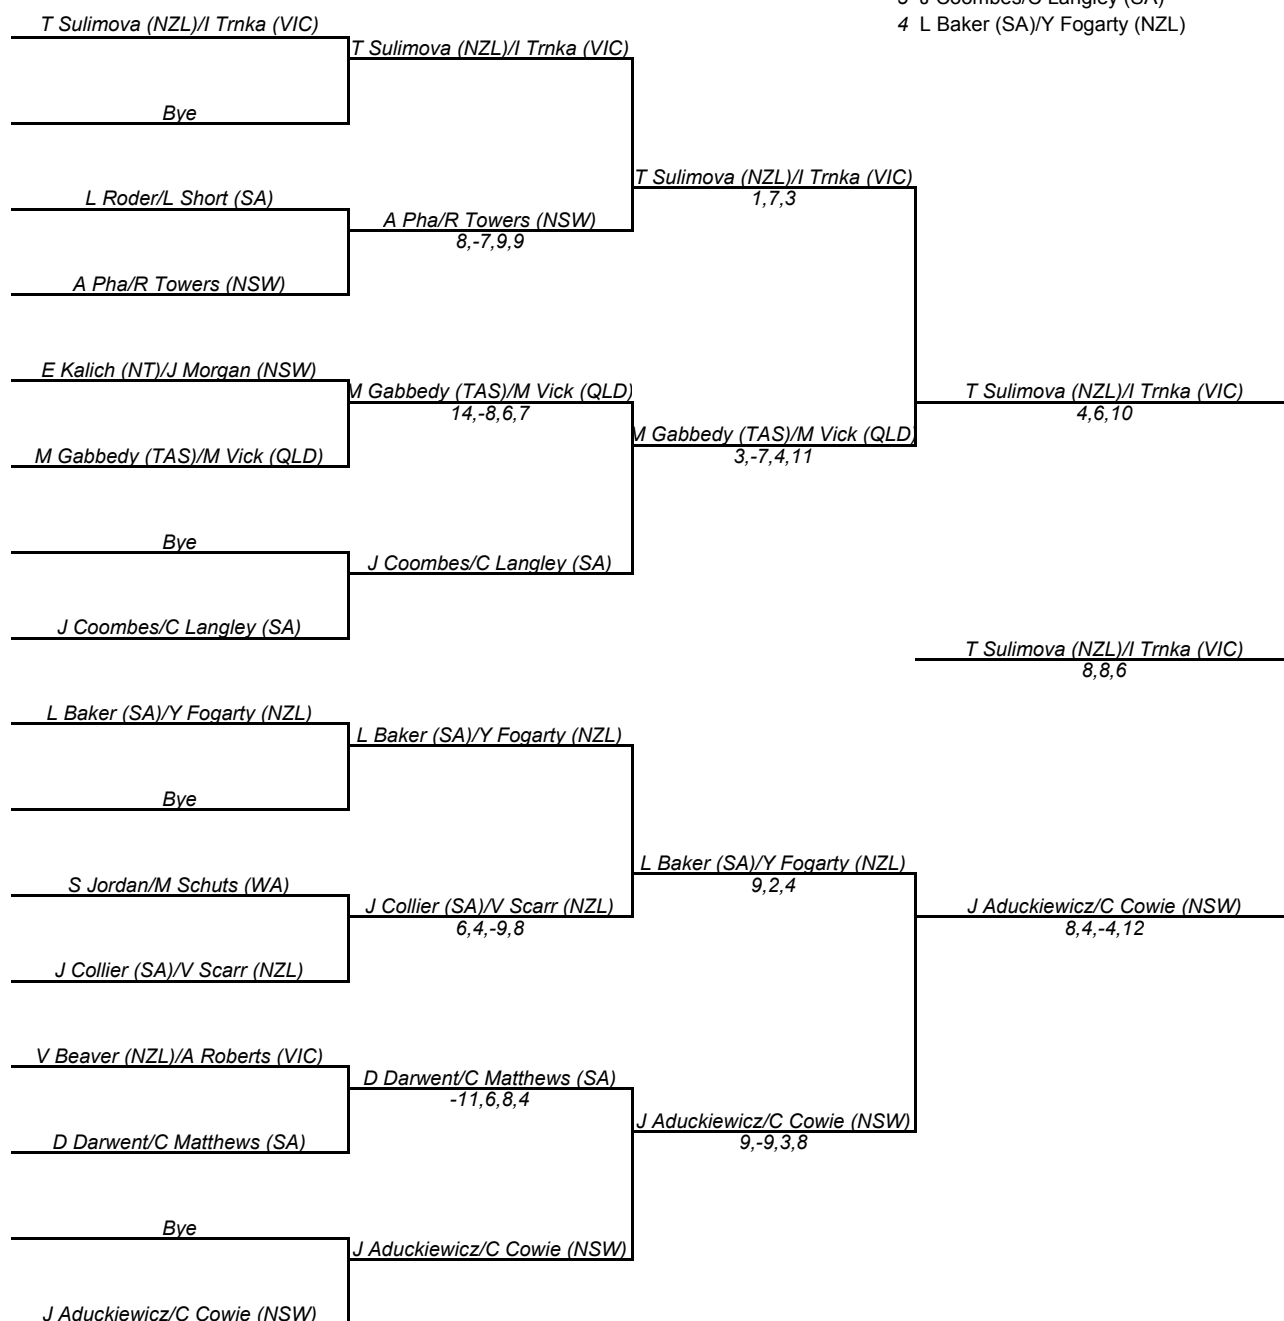 3 J Coombes/C Langley (SA)
4 L Baker (SA)/Y Fogarty (NZL)
T Sulimova (NZL)/I Trnka (VIC)
T Sulimova (NZL)/I Trnka (VIC)
Bye
T Sulimova (NZL)/I Trnka (VIC)
1,7,3
L Roder/L Short (SA)
A Pha/R Towers (NSW)
8,-7,9,9
A Pha/R Towers (NSW)
E Kalich (NT)/J Morgan (NSW)
M Gabbedy (TAS)/M Vick (QLD)
14,-8,6,7
T Sulimova (NZL)/I Trnka (VIC)
4,6,10
M Gabbedy (TAS)/M Vick (QLD)
3,-7,4,11
M Gabbedy (TAS)/M Vick (QLD)
Bye
J Coombes/C Langley (SA)
J Coombes/C Langley (SA)
T Sulimova (NZL)/I Trnka (VIC)
8,8,6
L Baker (SA)/Y Fogarty (NZL)
L Baker (SA)/Y Fogarty (NZL)
Bye
L Baker (SA)/Y Fogarty (NZL)
9,2,4
S Jordan/M Schuts (WA)
J Collier (SA)/V Scarr (NZL)
6,4,-9,8
J Aduckiewicz/C Cowie (NSW)
8,4,-4,12
J Collier (SA)/V Scarr (NZL)
V Beaver (NZL)/A Roberts (VIC)
D Darwent/C Matthews (SA)
-11,6,8,4
J Aduckiewicz/C Cowie (NSW)
9,-9,3,8
D Darwent/C Matthews (SA)
Bye
J Aduckiewicz/C Cowie (NSW)
J Aduckiewicz/C Cowie (NSW)